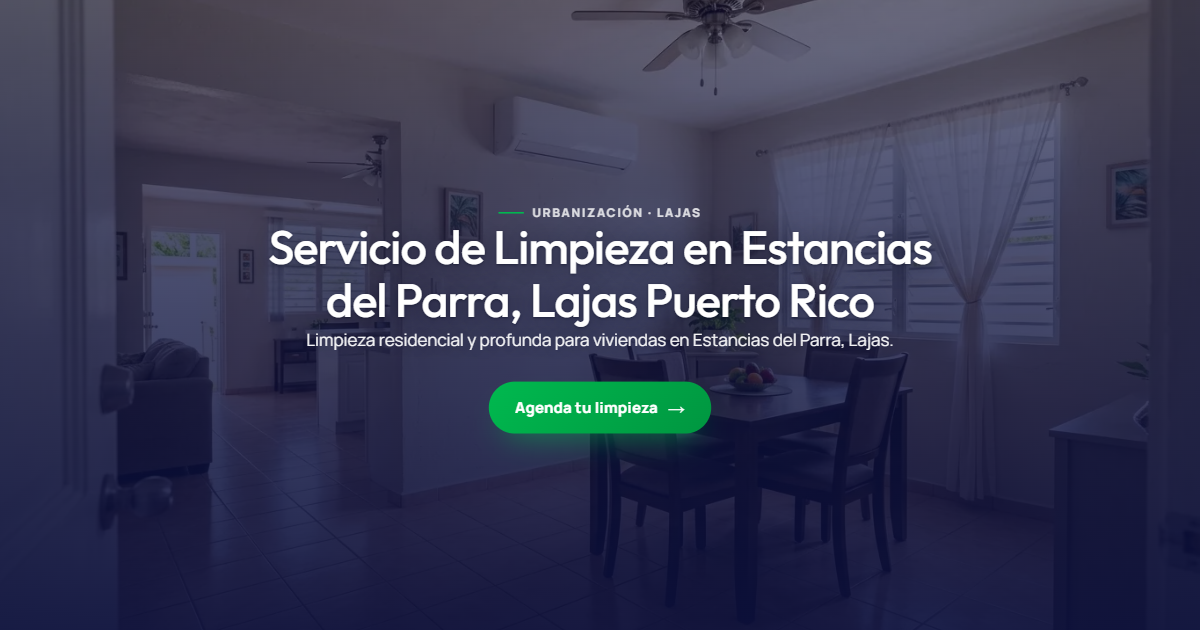 URBANIZACIÓN · LAJAS
Servicio de Limpieza en Estancias
del Parra, Lajas Puerto Rico
Limpieza residencial y profunda para viviendas en Estancias del Parra, Lajas.
Agenda tu limpieza →